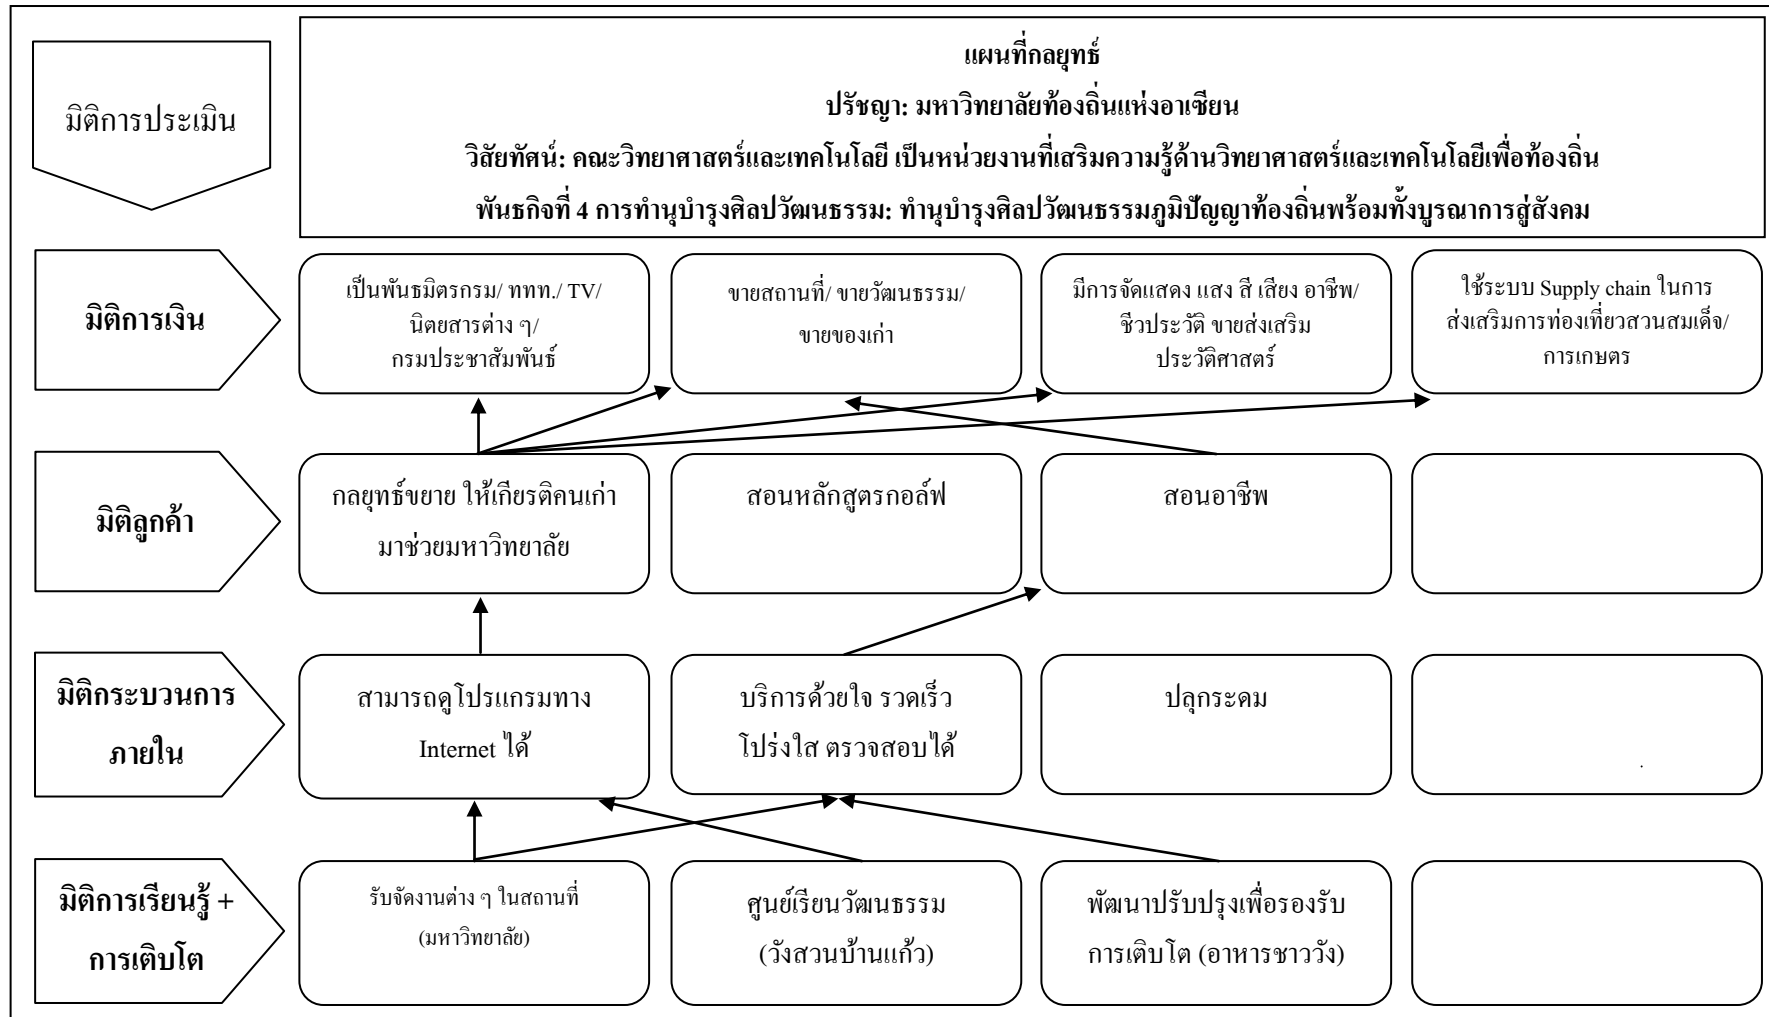 แผนที่กลยุทธ์
ปรัชญา: มหาวิทยาลัยท้องถิ่นแห่งอาเซียน
วิสัยทัศน์: คณะวิทยาศาสตร์และเทคโนโลยี เป็นหน่วยงานที่เสริมความรู้ด้านวิทยาศาสตร์และเทคโนโลยีเพื่อท้องถิ่น
พันธกิจที่ 4 การทำนุบำรุงศิลปวัฒนธรรม: ทำนุบำรุงศิลปวัฒนธรรมภูมิปัญญาท้องถิ่นพร้อมทั้งบูรณาการสู่สังคม
มิติการประเมิน
มิติการเงิน
เป็นพันธมิตรกรม/ ททท./ TV/
นิตยสารต่าง ๆ/
กรมประชาสัมพันธ์
ขายสถานที่/ ขายวัฒนธรรม/
ขายของเก่า
มีการจัดแสดง แสง สี เสียง อาชีพ/
ชีวประวัติ ขายส่งเสริม
ประวัติศาสตร์
ใช้ระบบ Supply chain ในการ
ส่งเสริมการท่องเที่ยวสวนสมเด็จ/
การเกษตร
มิติลูกค้า
กลยุทธ์ขยาย ให้เกียรติคนเก่า
มาช่วยมหาวิทยาลัย
สอนหลักสูตรกอล์ฟ
สอนอาชีพ
มิติกระบวนการ
ภายใน
สามารถดูโปรแกรมทาง
Internet ได้
บริการด้วยใจ รวดเร็ว
โปร่งใส ตรวจสอบได้
ปลุกระดม
.
มิติการเรียนรู้ +
การเติบโต
รับจัดงานต่าง ๆ ในสถานที่
(มหาวิทยาลัย)
ศูนย์เรียนวัฒนธรรม
(วังสวนบ้านแก้ว)
พัฒนาปรับปรุงเพื่อรองรับ
การเติบโต (อาหารชาววัง)